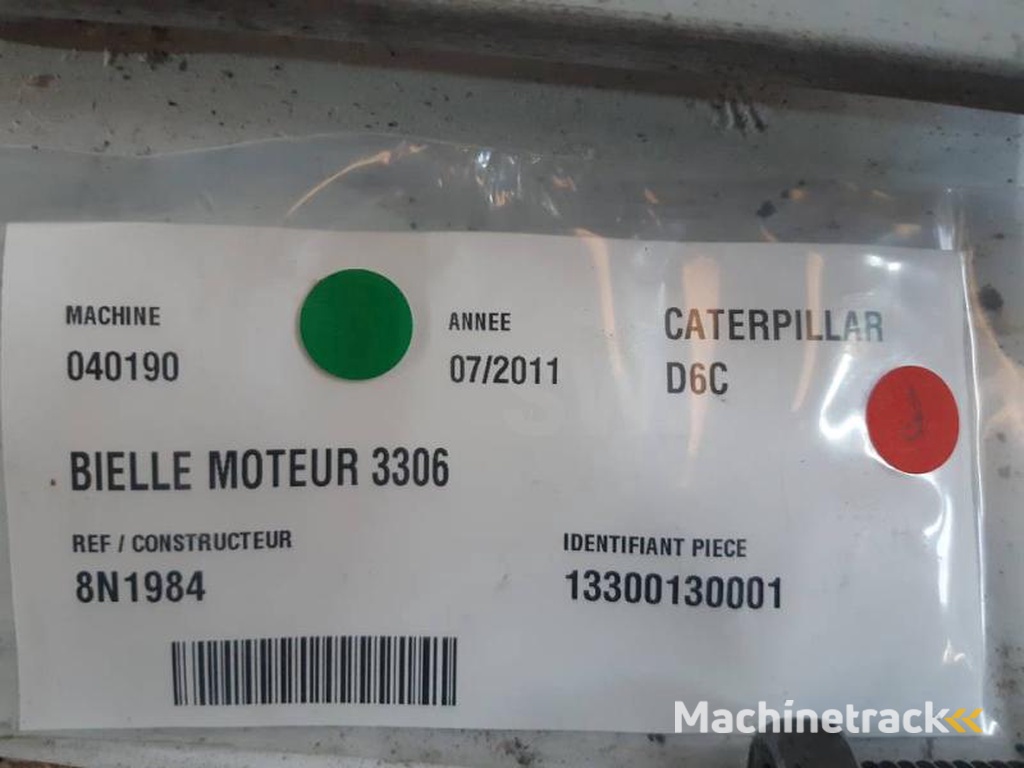 MACHINE
040190
ANNEE
07/2011
CATERPILLAR
D6C
BIELLE MOTEUR 3306
REF / CONSTRUCTEUR
8N1984
IDENTIFIANT PIECE
13300130001
Machinetrack